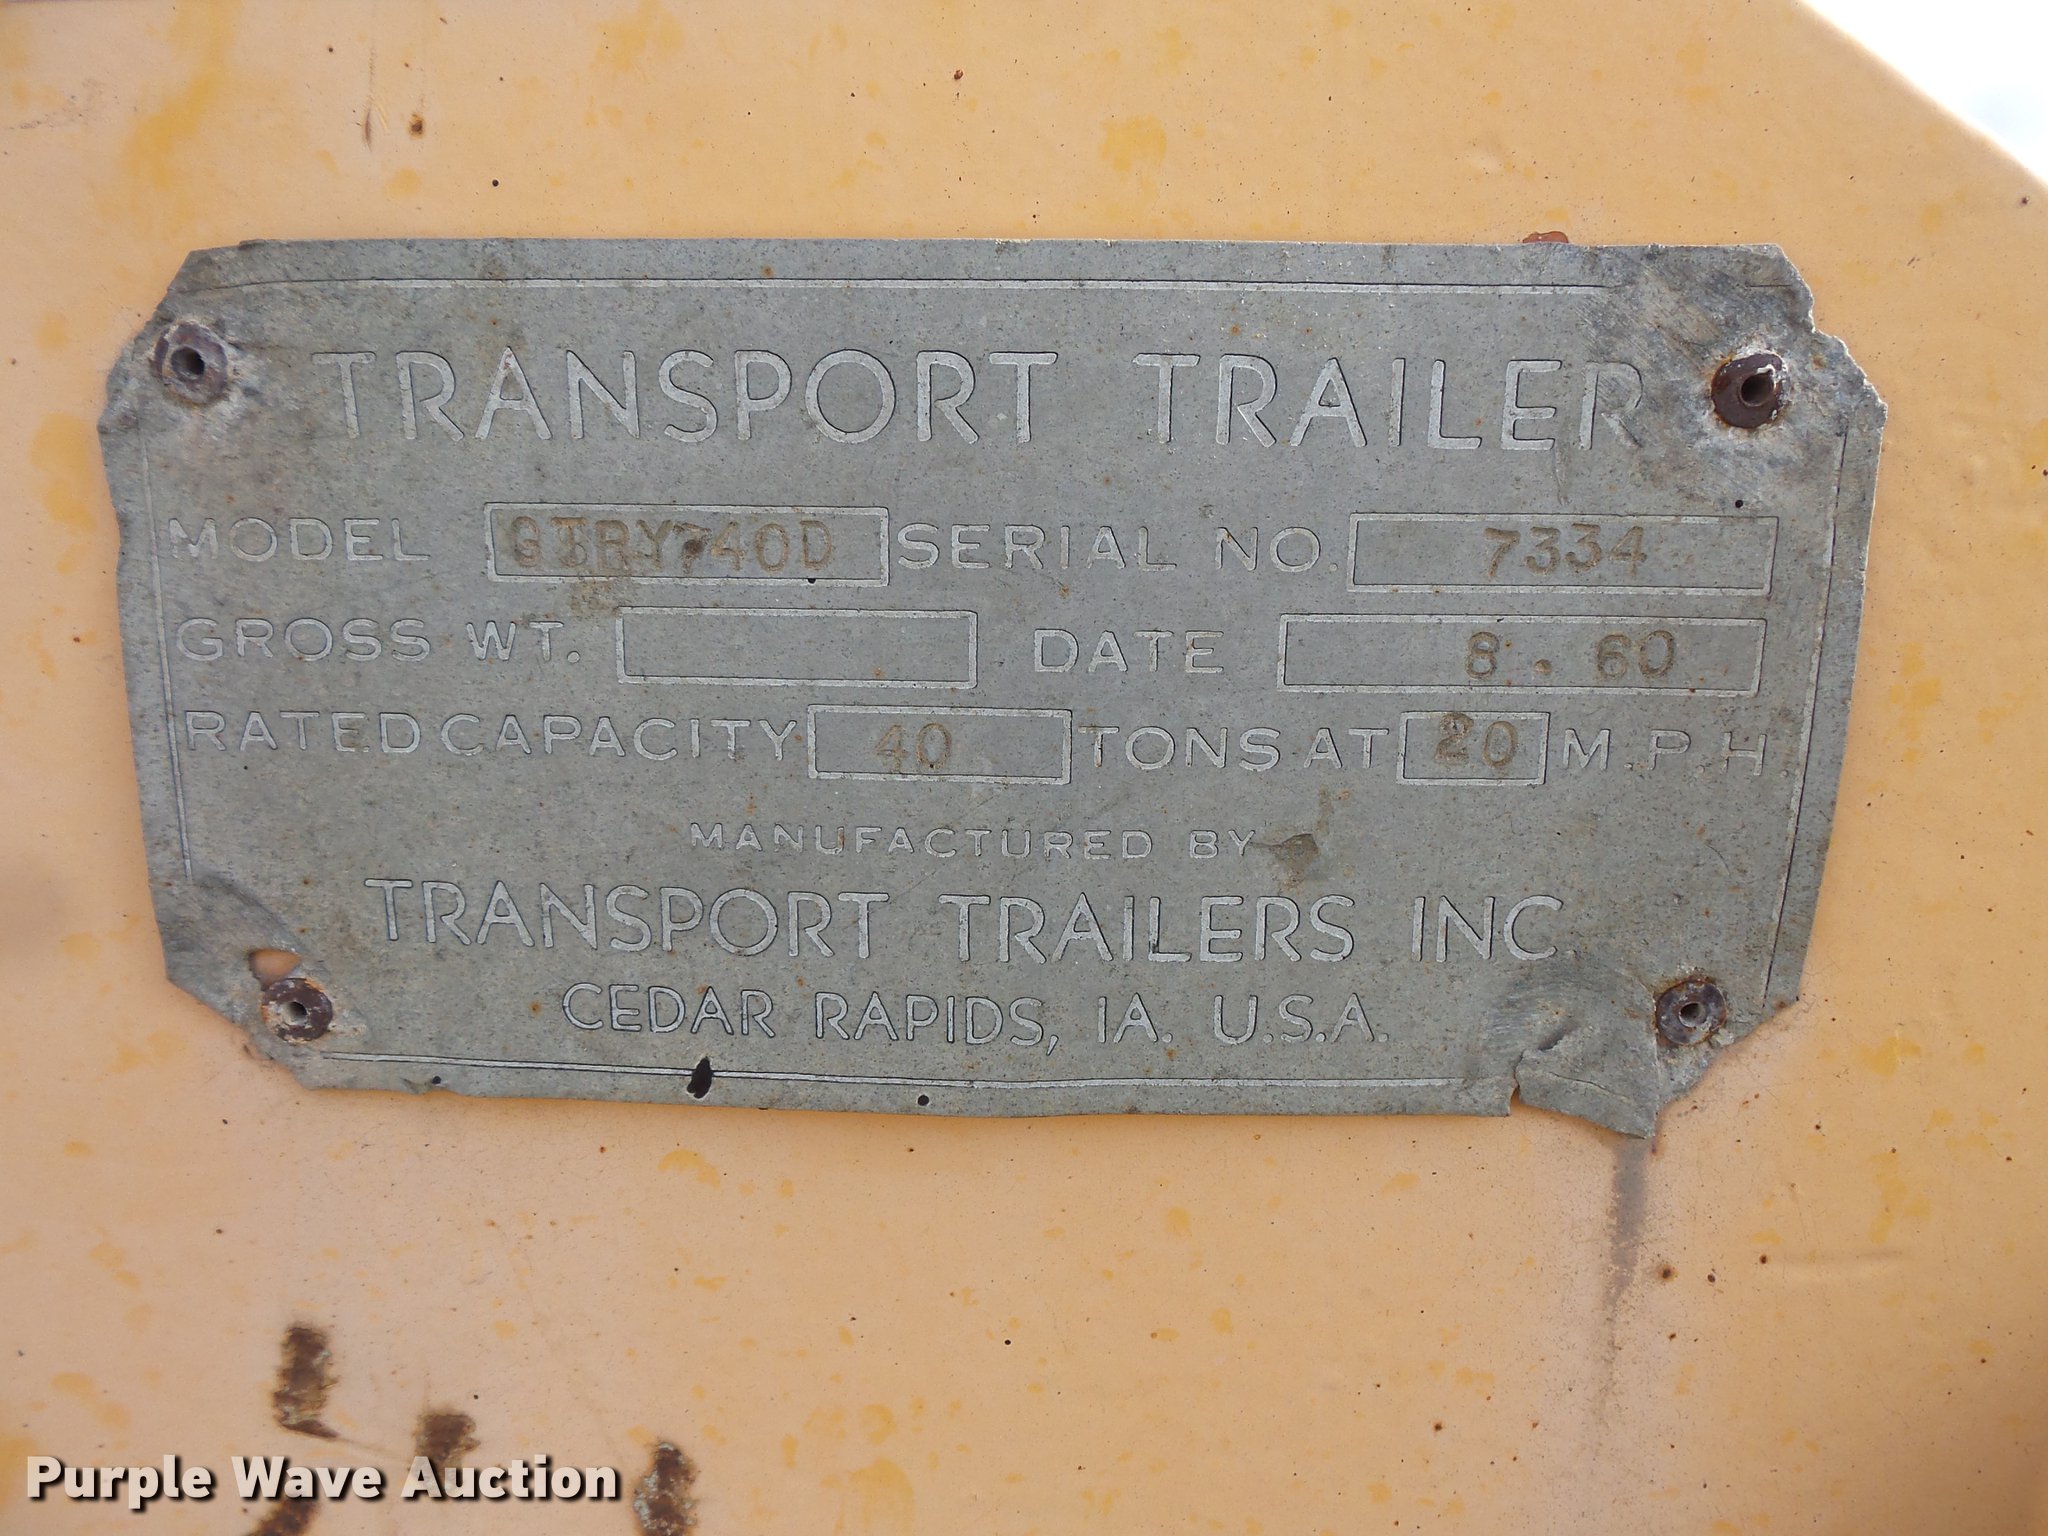 TRANSPORT TRAILER
MODEL GTRY740D SERIAL NO. 7334
GROSS WT. DATE 8.60
RATED CAPACITY 40 TONS AT 20 M.P.H.
MANUFACTURED BY
TRANSPORT TRAILERS INC.
CEDAR RAPIDS, IA. U.S.A.
Purple Wave Auction